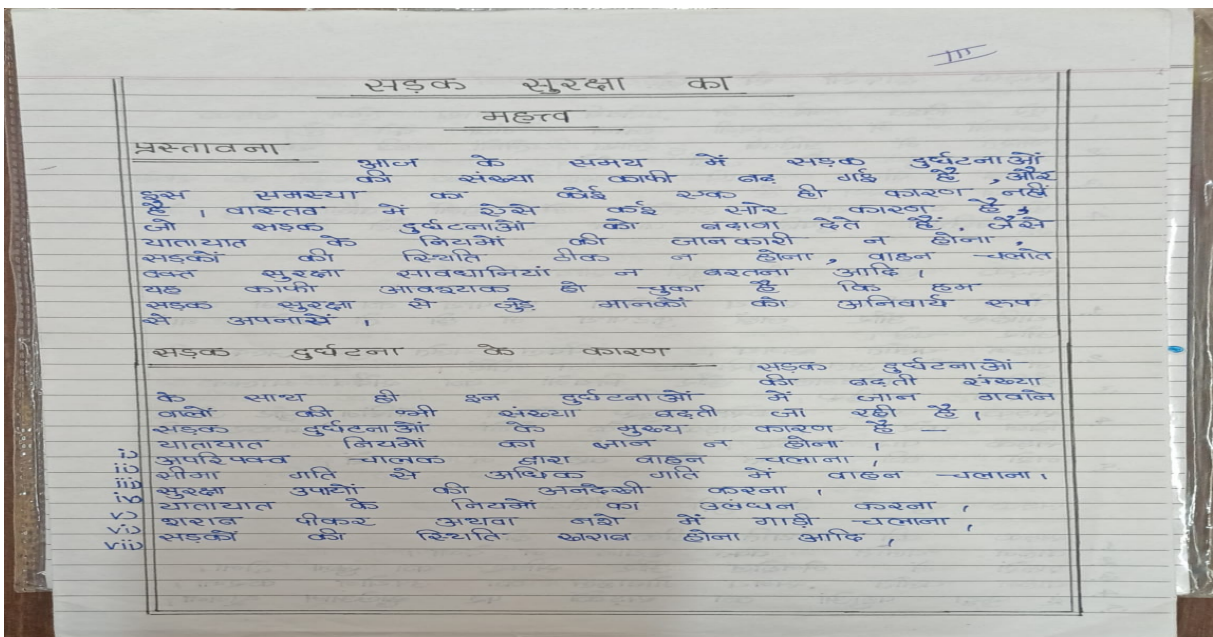 III
सड़क सुरक्षा का
महत्व
प्रस्तावना
आज के समय में सड़क दुर्घटनाओं
की संख्या काफी बढ़ गई है , और
इस समस्या का कोई एक ही कारण नहीं
है । वास्तव में ऐसे कई सारे कारण है ,
जो सड़क दुर्घटनाओं को बढ़ावा देते है. जैसे
यातायात के नियमों की जानकारी न होना ,
सड़कों की स्थिति ठीक न होना , वाहन चलाते
वक्त सुरक्षा सावधानियां न बरतना आदि ।
यह काफी आवश्यक हो चुका है कि हम
सड़क सुरक्षा से जुड़े मानकों को अनिवार्य रूप
से अपनासें ।
सड़क दुर्घटना के कारण
सड़क दुर्घटनाओं
की बढ़ती संख्या
के साथ ही इन दुर्घटनाओं में जान गवाने
वालों की भी संख्या बढ़ती जा रही है ।
सड़क दुर्घटनाओं के मुख्य कारण है —
i) यातायात नियमों का ज्ञान न होना ।
ii) अपरिपक्व चालक द्वारा वाहन चलाना ,
iii) सीमा गति से अधिक गति में वाहन चलाना ।
iv) सुरक्षा उपायों की अनदेखी करना ।
v) यातायात के नियमों का उलंघन करना ,
vi) शराब पीकर अथवा नशे में गाड़ी चलाना ,
vii) सड़कों की स्थिति खराब होना आदि ,